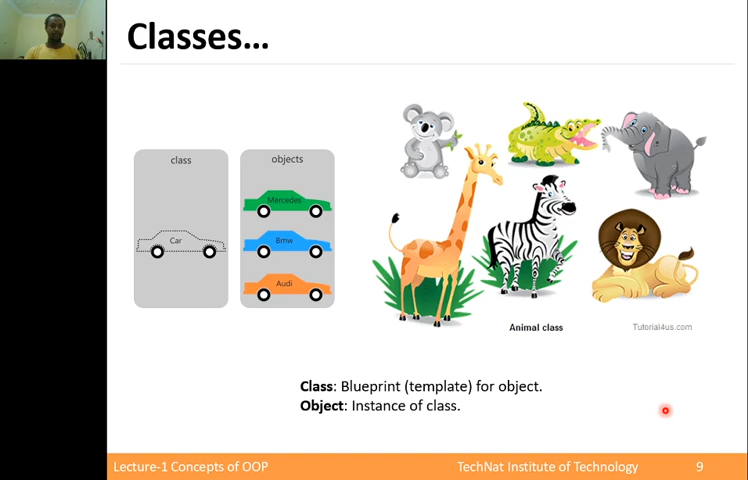 Classes…
class
objects
Mercedes
Car
Bmw
Audi
Animal class
Tutorial4us.com
Class: Blueprint (template) for object.
Object: Instance of class.
Lecture-1 Concepts of OOP
TechNat Institute of Technology
9